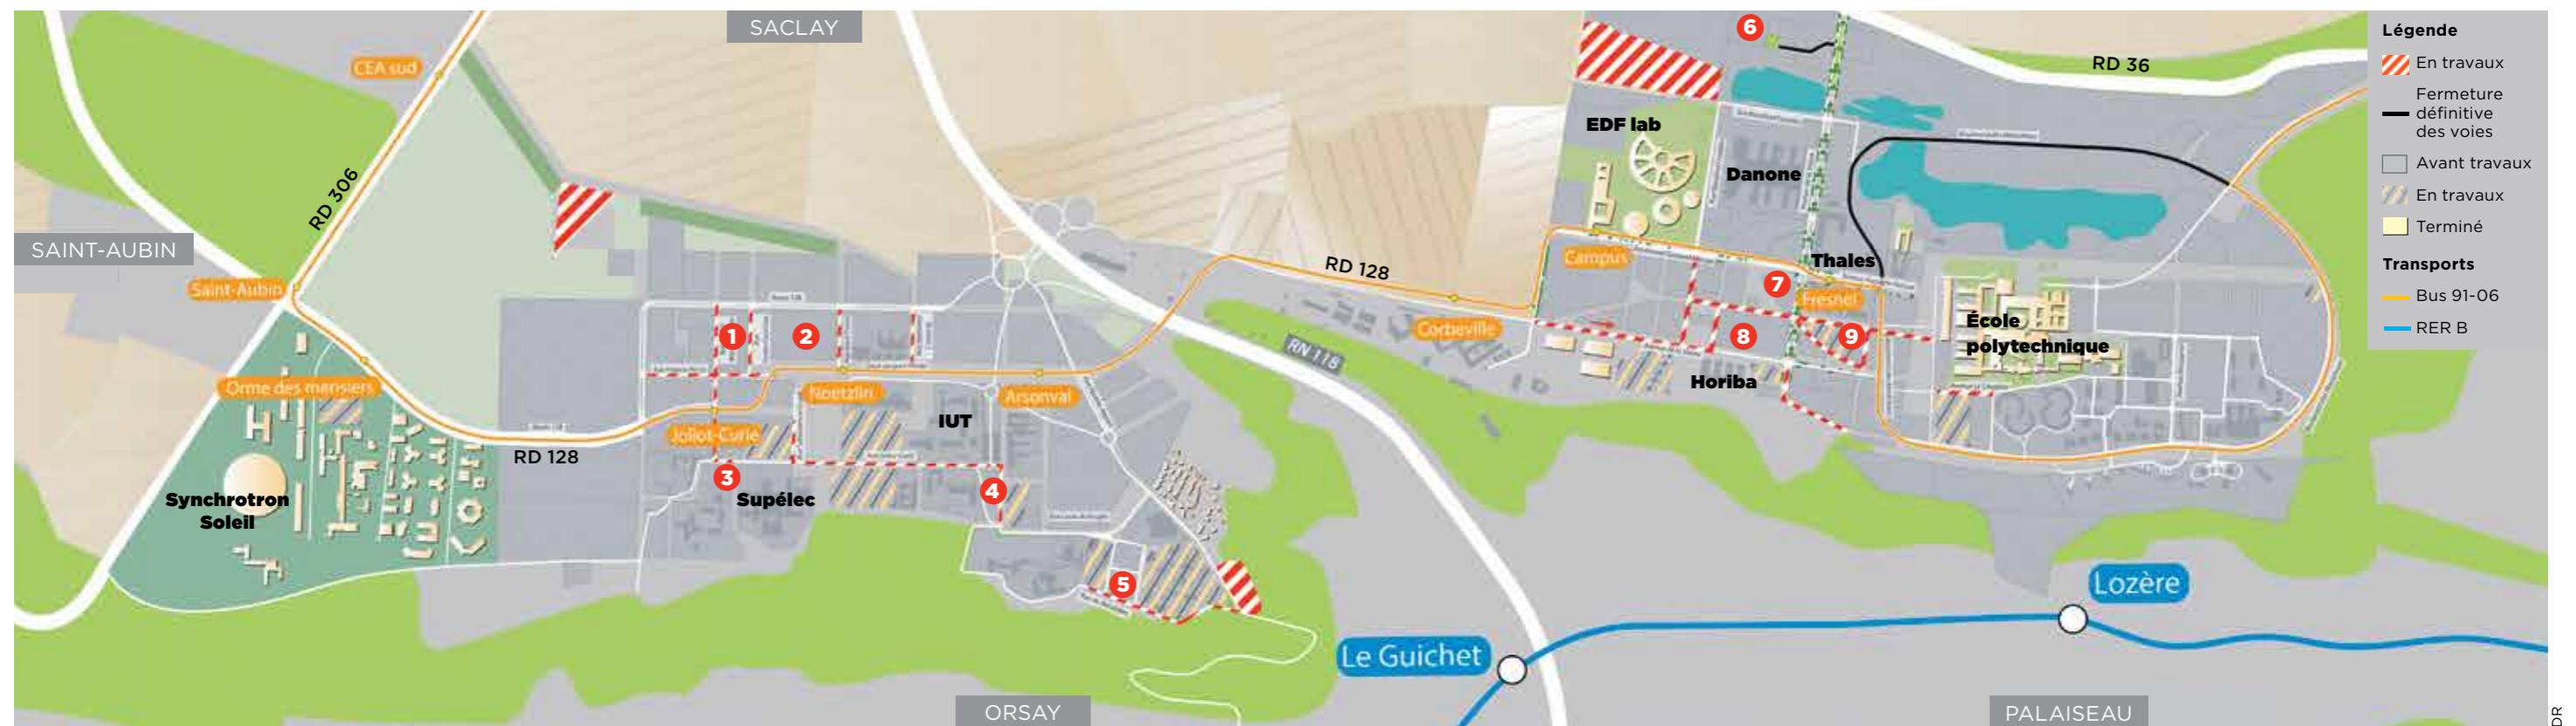 SACLAY
CEA sud
RD 306
SAINT-AUBIN
Saint-Aubin
Orme des merisiers
RD 128
Synchrotron
Soleil
1
2
Joliot-Curie
Noetzlin
IUT
Arsonval
3
Supélec
4
5
ORSAY
RN 118
RD 128
Corbeville
Campus
EDF lab
Danone
6
RD 36
Thales
7
Fresnel
8
9
Horiba
École
polytechnique
Le Guichet
Lozère
PALAISEAU
Légende
En travaux
Fermeture
définitive
des voies
Avant travaux
En travaux
Terminé
Transports
Bus 91-06
RER B
DR